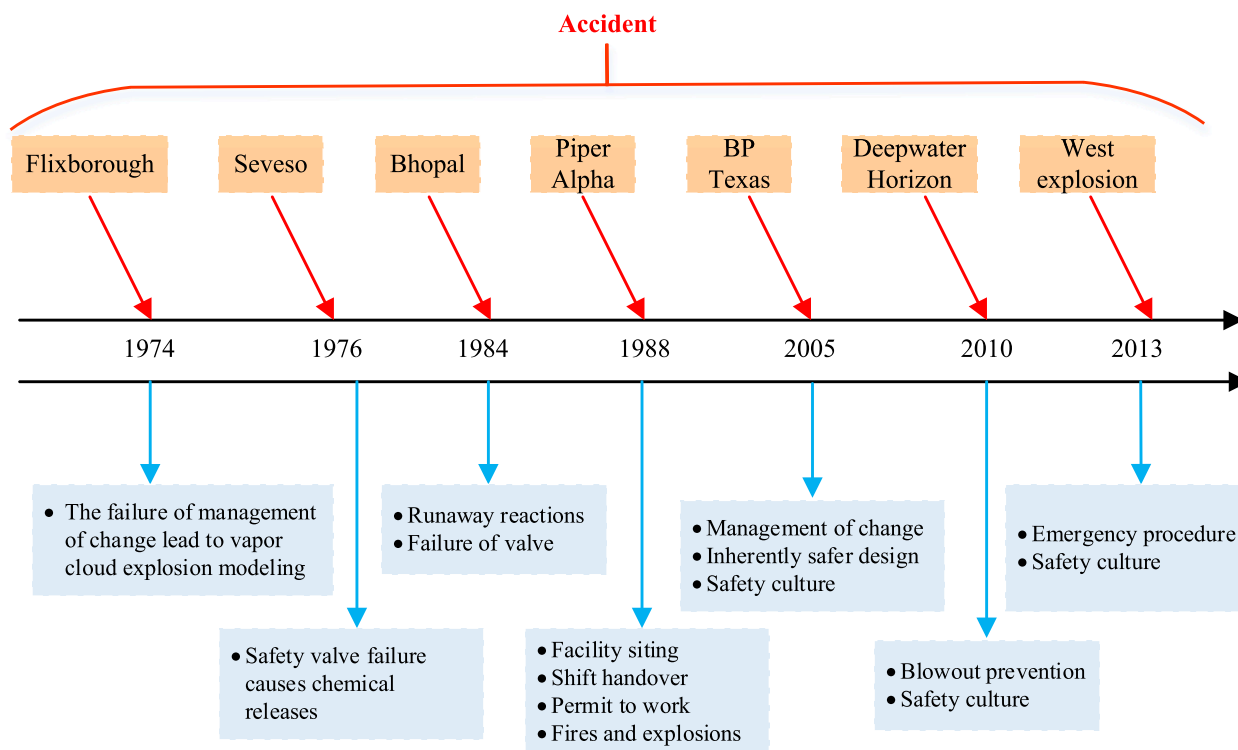 Accident
Flixborough
Seveso
Bhopal
Piper
Alpha
BP
Texas
Deepwater
Horizon
West
explosion
1974
1976
1984
1988
2005
2010
2013
• The failure of management
of change lead to vapor
cloud explosion modeling
• Runaway reactions
• Failure of valve
• Management of change
• Inherently safer design
• Safety culture
• Emergency procedure
• Safety culture
• Safety valve failure
causes chemical
releases
• Facility siting
• Shift handover
• Permit to work
• Fires and explosions
• Blowout prevention
• Safety culture